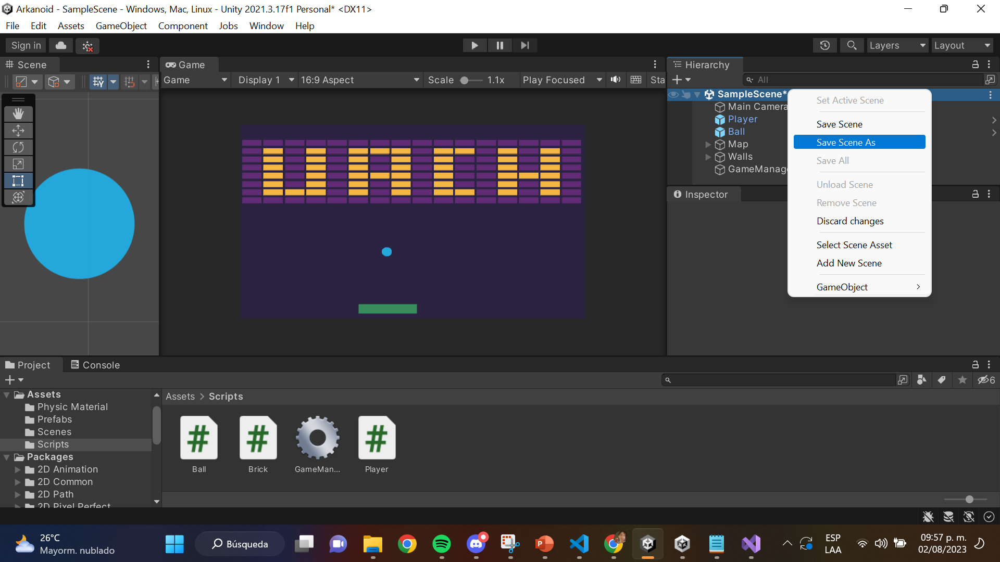 Arkanoid - SampleScene - Windows, Mac, Linux - Unity 2021.3.17f1 Personal* <DX11>
File Edit Assets GameObject Component Jobs Window Help
Sign in
Layers
Layout
Scene
Game
Hierarchy
Game
Display 1
16:9 Aspect
Scale
1.1x
Play Focused
Sta
All
SampleScene*
Main Camera
Player
Ball
Map
Walls
GameManag
Set Active Scene
Save Scene
Save Scene As
Save All
Unload Scene
Remove Scene
Discard changes
Select Scene Asset
Add New Scene
GameObject
Inspector
UACH
Project
Console
6
Assets
Physic Material
Prefabs
Scenes
Scripts
Packages
2D Animation
2D Common
2D Path
2D Pixel Perfect
Assets > Scripts
Ball
Brick
GameMan...
Player
26°C
Mayorm. nublado
Búsqueda
ESP
LAA
09:57 p. m.
02/08/2023